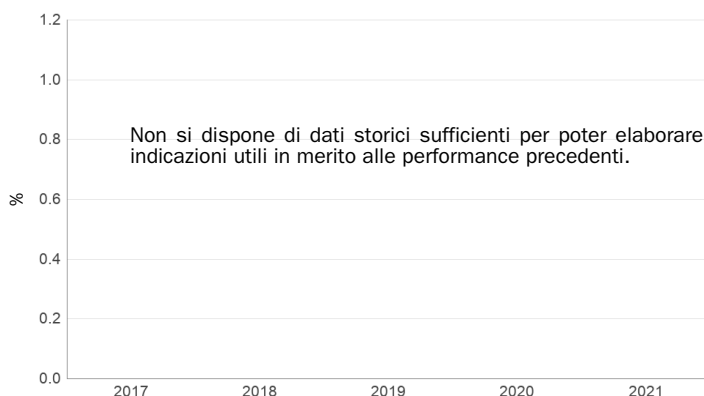 1.2
1.0
Non si dispone di dati storici sufficienti per poter elaborare
0.8
indicazioni utili in merito alle performance precedenti.
%
0.6
0.4
0.2
0.0
2017 2018 2019 2020 2021